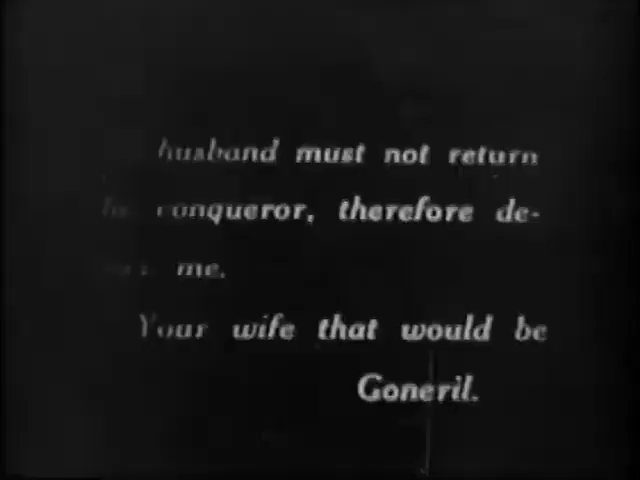 husband must not return
conqueror, therefore de-
me.
Your wife that would be
Goneril.